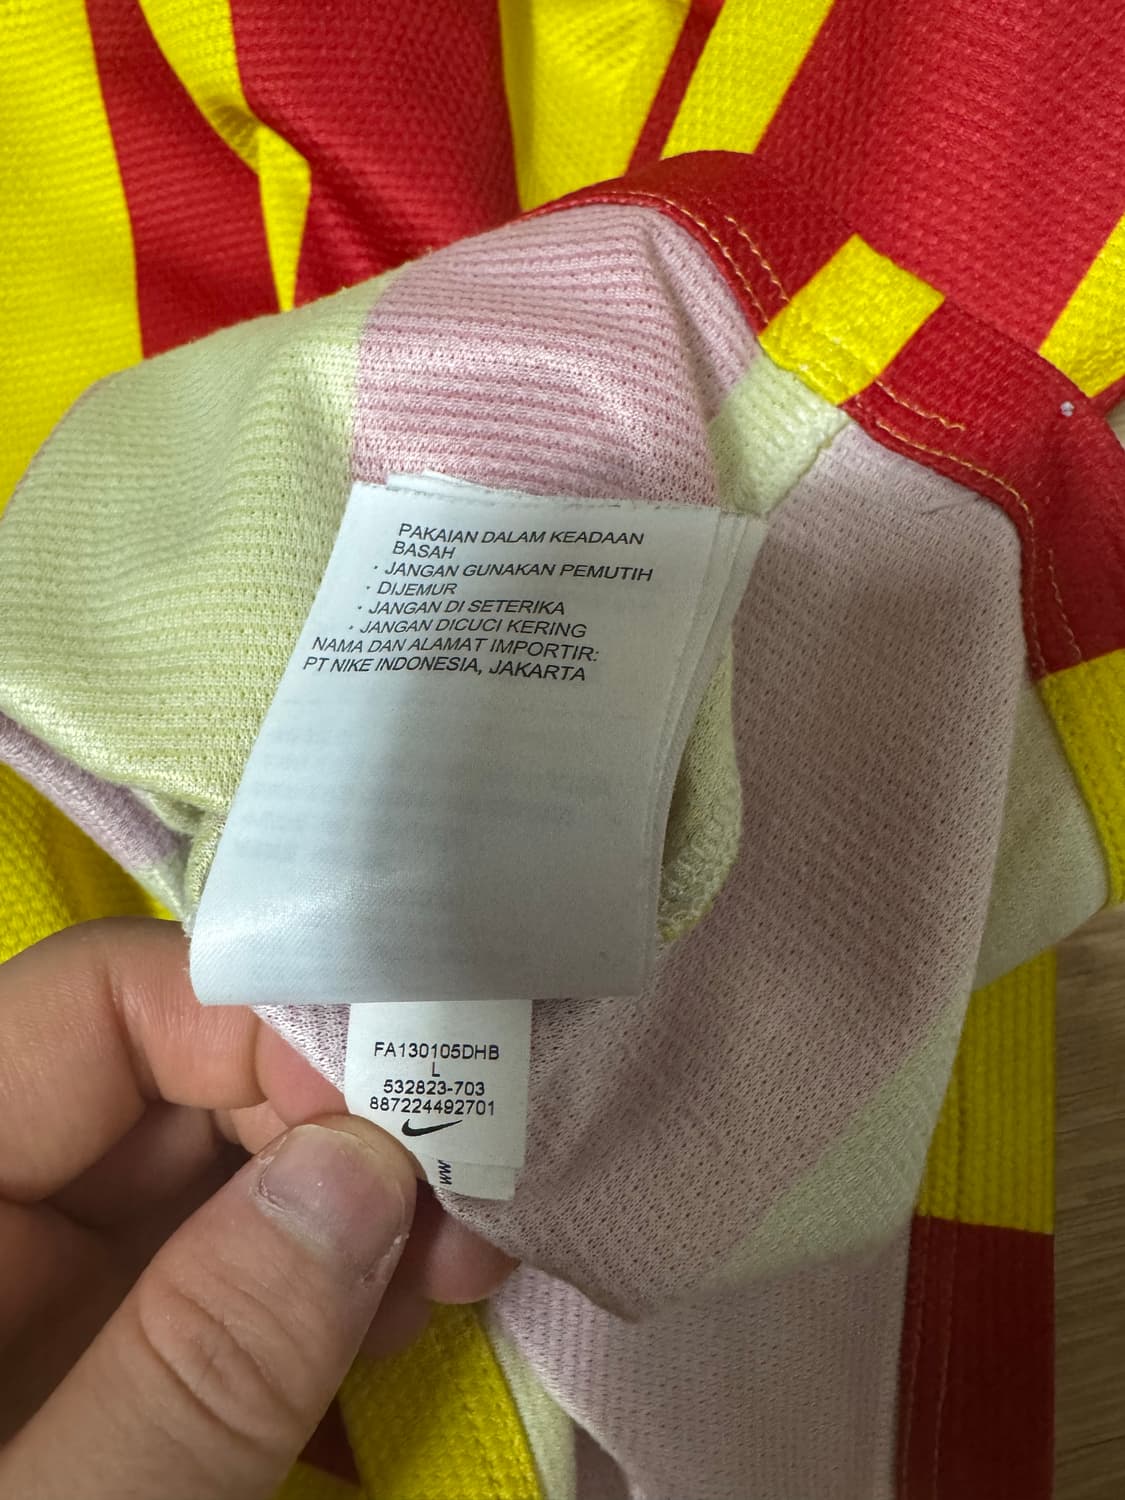 PAKAIAN DALAM KEADAAN
BASAH
· JANGAN GUNAKAN PEMUTIH
· DIJEMUR
· JANGAN DI SETERIKA
· JANGAN DICUCI KERING
NAMA DAN ALAMAT IMPORTIR:
PT NIKE INDONESIA, JAKARTA
FA130105DHB
L
532823-703
887224492701
WW